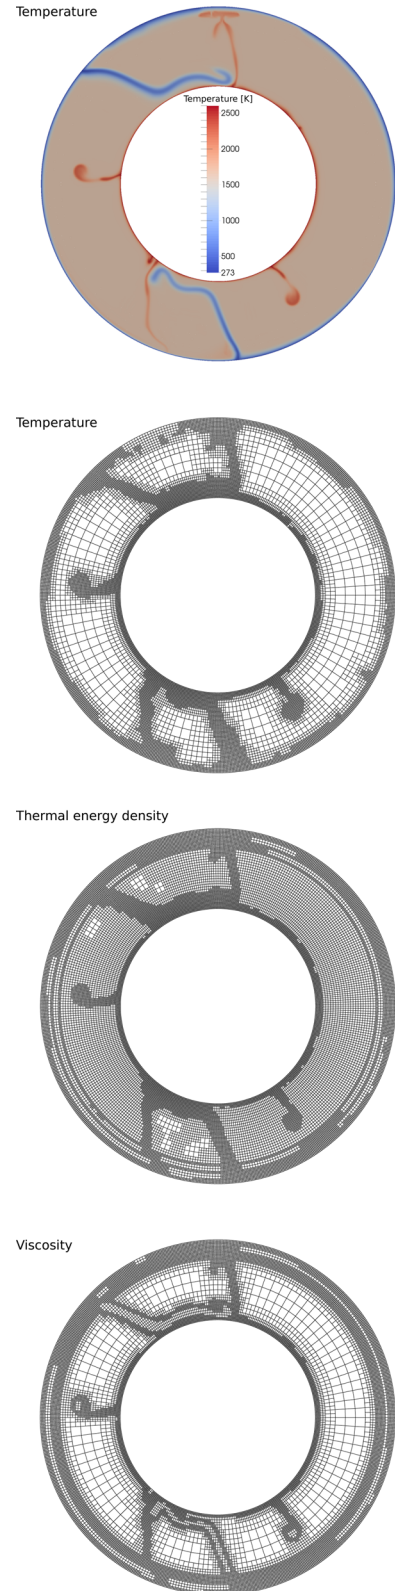 Temperature
Temperature [K]
2500
2000
1500
1000
500
273
Temperature
Thermal energy density
Viscosity